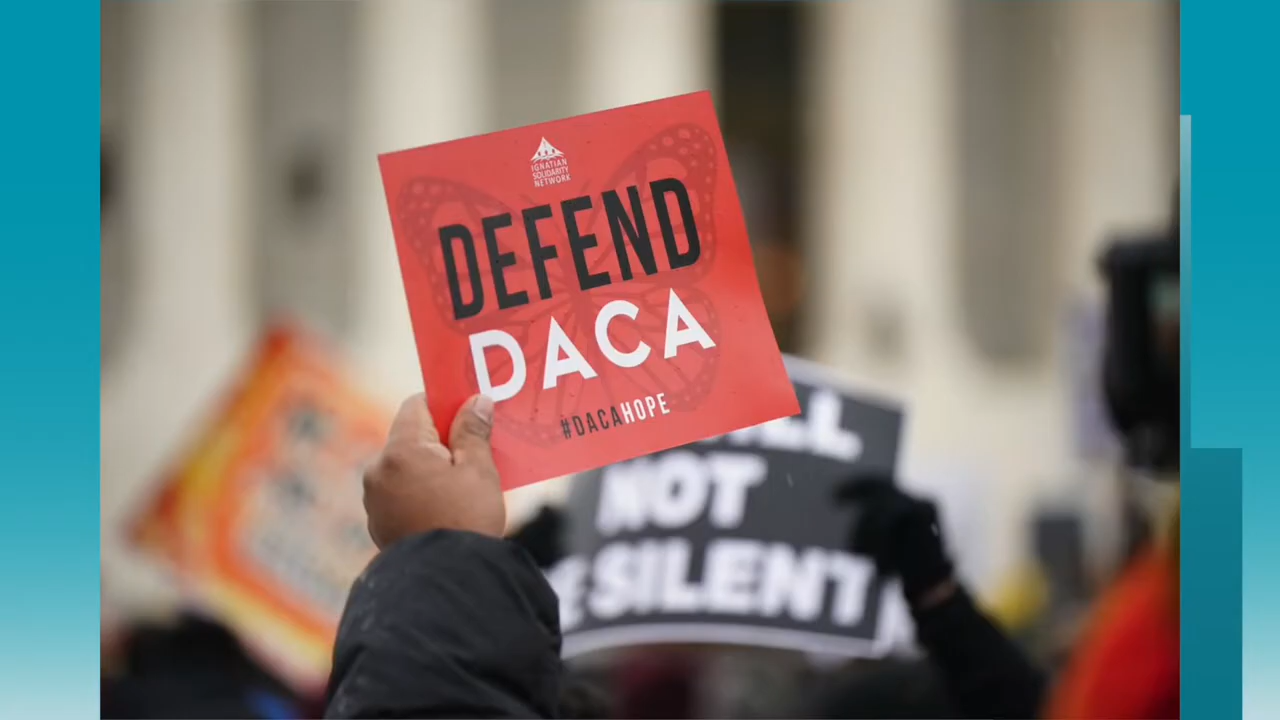 IGNATIAN
SOLIDARITY
NETWORK
DEFEND
DACA
#DACAHOPE
NOT
SILENT